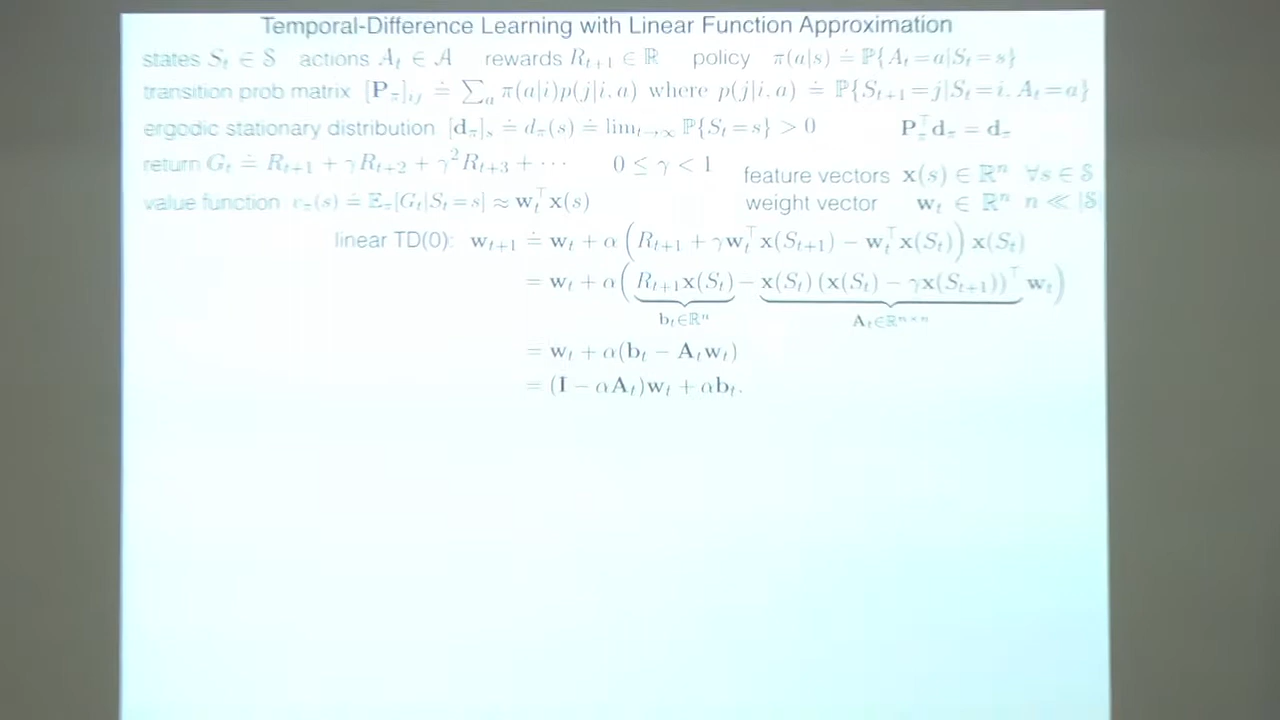 Temporal-Difference Learning with Linear Function Approximation
states S_t ∈ 𝒮 actions A_t ∈ 𝒜 rewards R_{t+1} ∈ ℝ policy π(a|s) ≐ ℙ{A_t = a|S_t = s}
transition prob matrix [P_π]_{ij} ≐ ∑_a π(a|i)p(j|i, a) where p(j|i, a) ≐ ℙ{S_{t+1} = j|S_t = i, A_t = a}
ergodic stationary distribution [d_π]_s ≐ d_π(s) ≐ lim_{t→∞} ℙ{S_t = s} > 0 P_π^⊤ d_π = d_π
return G_t ≐ R_{t+1} + γR_{t+2} + γ^2 R_{t+3} + ⋯ 0 ≤ γ < 1
feature vectors x(s) ∈ ℝ^n ∀s ∈ 𝒮
value function v_π(s) ≐ 𝔼_π[G_t|S_t = s] ≈ w_t^⊤ x(s)
weight vector w_t ∈ ℝ^n n ≪ |𝒮|
linear TD(0): w_{t+1} ≐ w_t + α (R_{t+1} + γw_t^⊤ x(S_{t+1}) − w_t^⊤ x(S_t)) x(S_t)
= w_t + α (R_{t+1}x(S_t) − x(S_t) (x(S_t) − γx(S_{t+1}))^⊤ w_t)
b_t∈ℝ^n A_t∈ℝ^{n×n}
= w_t + α(b_t − A_t w_t)
= (I − αA_t)w_t + αb_t.